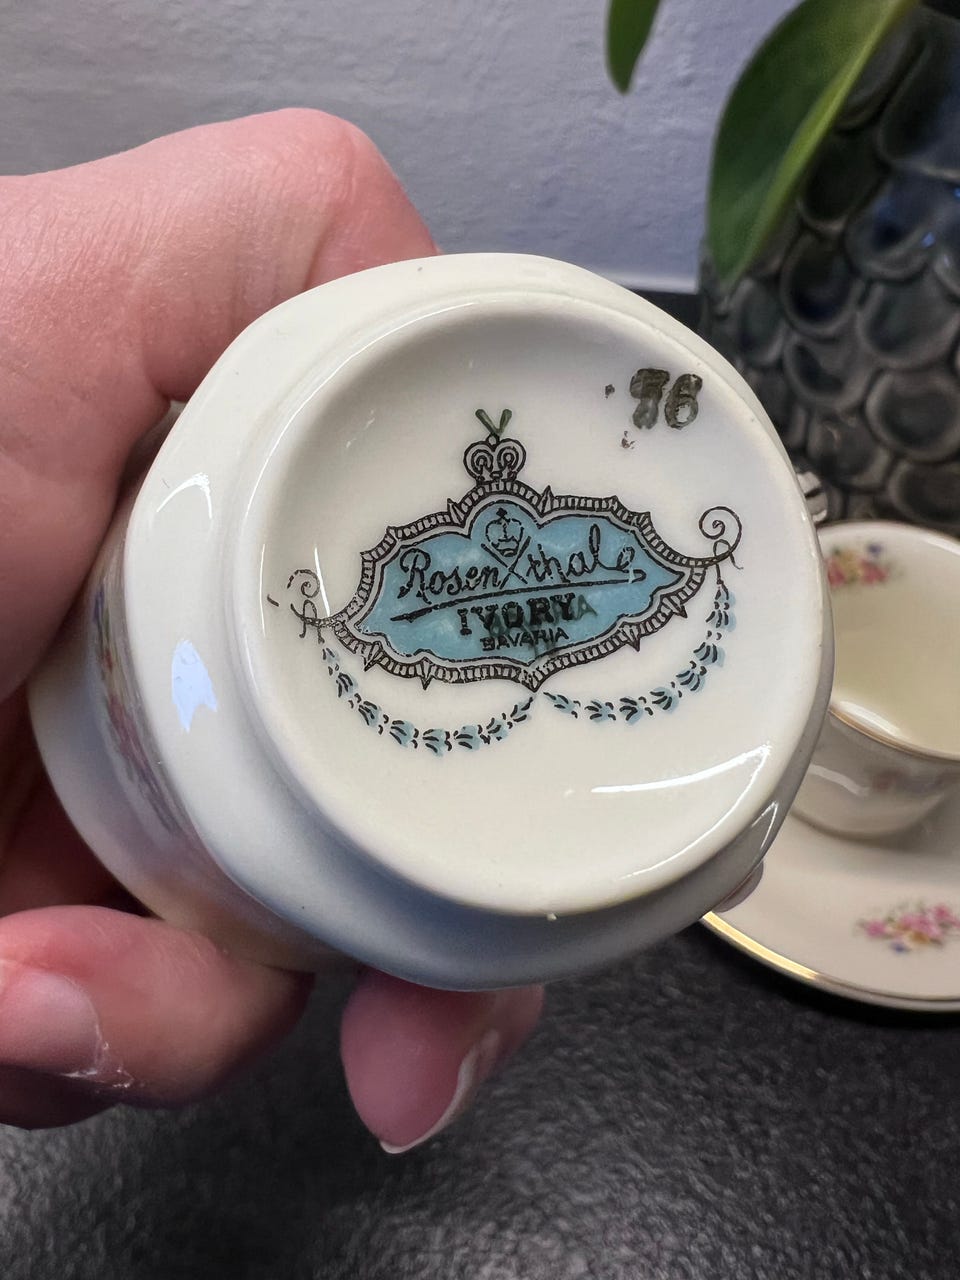 76
Rosenthal
IVORY
BAVARIA